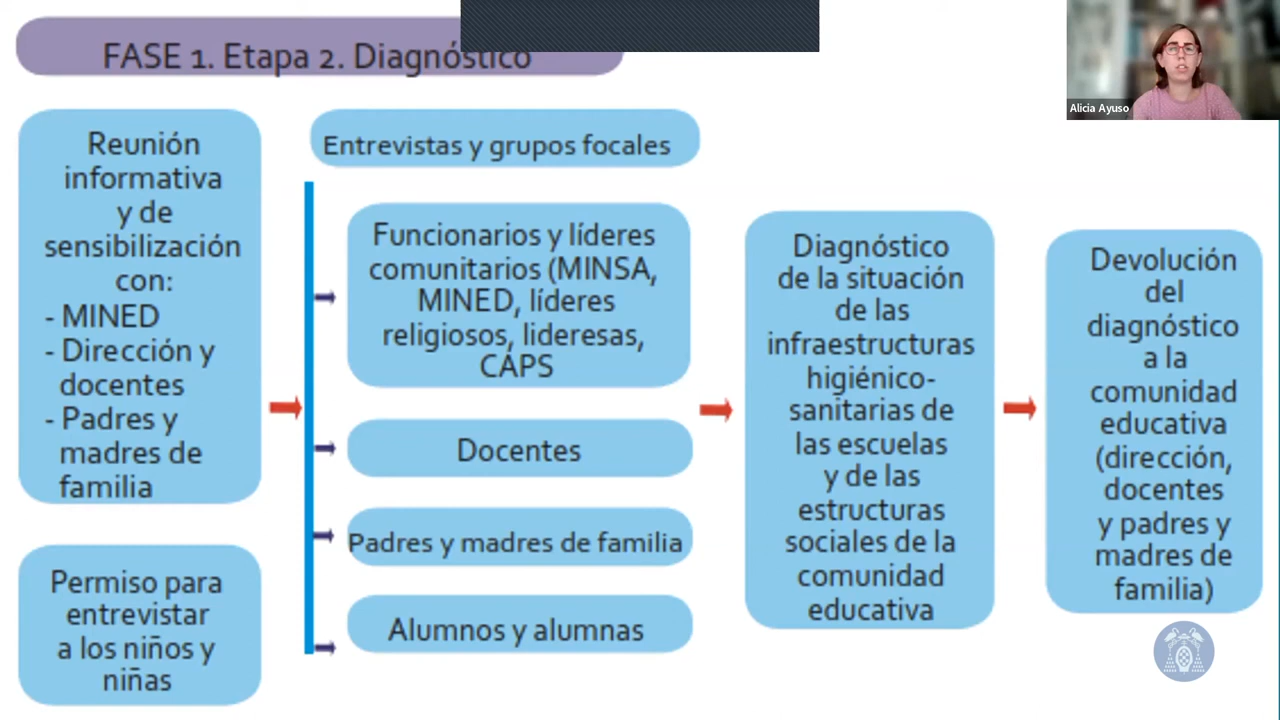 FASE 1. Etapa 2. Diagnóstico
Alicia Ayuso
Reunión
informativa
y de
sensibilización
con:
- MINED
- Dirección y
docentes
- Padres y
madres de
familia
Permiso para
entrevistar
a los niños y
niñas
Entrevistas y grupos focales
Funcionarios y líderes
comunitarios (MINSA,
MINED, líderes
religiosos, lideresas,
CAPS
Docentes
Padres y madres de familia
Alumnos y alumnas
Diagnóstico
de la situación
de las
infraestructuras
higiénico-
sanitarias de
las escuelas
y de las
estructuras
sociales de la
comunidad
educativa
Devolución
del
diagnóstico
a la
comunidad
educativa
(dirección,
docentes
y padres y
madres de
familia)